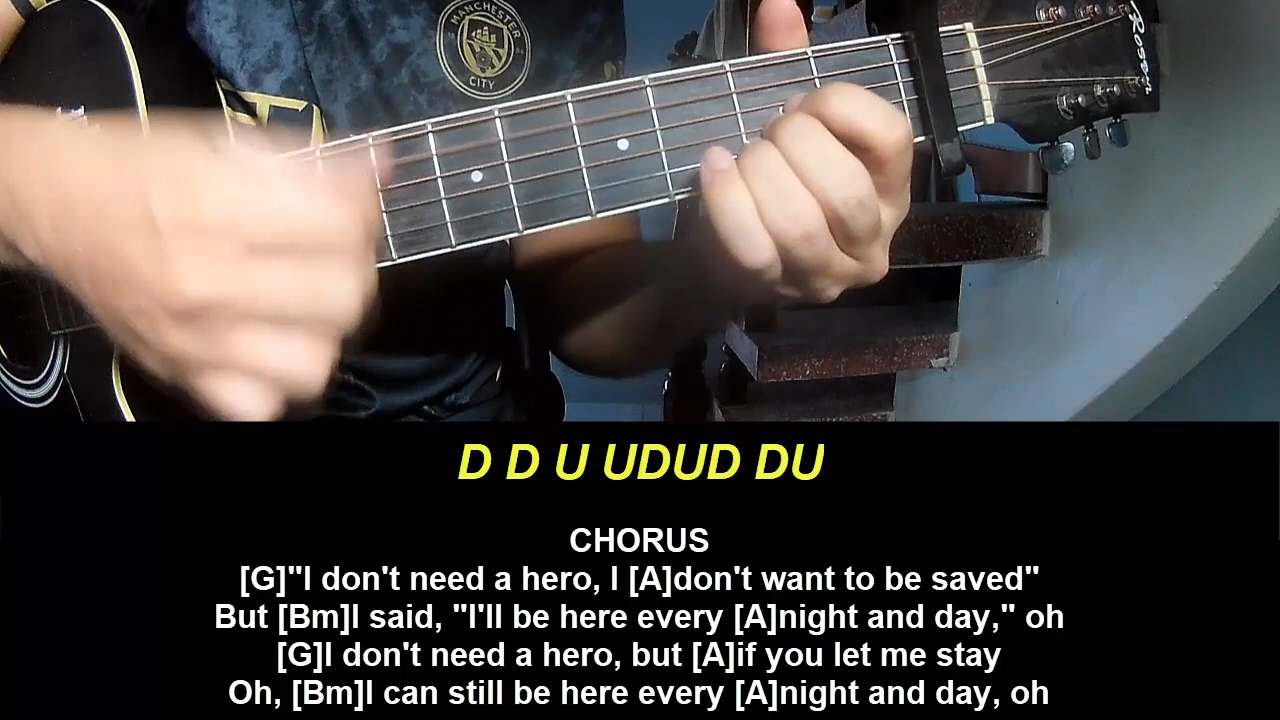 MANCHESTER
CITY
Rosen
D D U UDUD DU
CHORUS
[G]"I don't need a hero, I [A]don't want to be saved"
But [Bm]I said, "I'll be here every [A]night and day," oh
[G]I don't need a hero, but [A]if you let me stay
Oh, [Bm]I can still be here every [A]night and day, oh